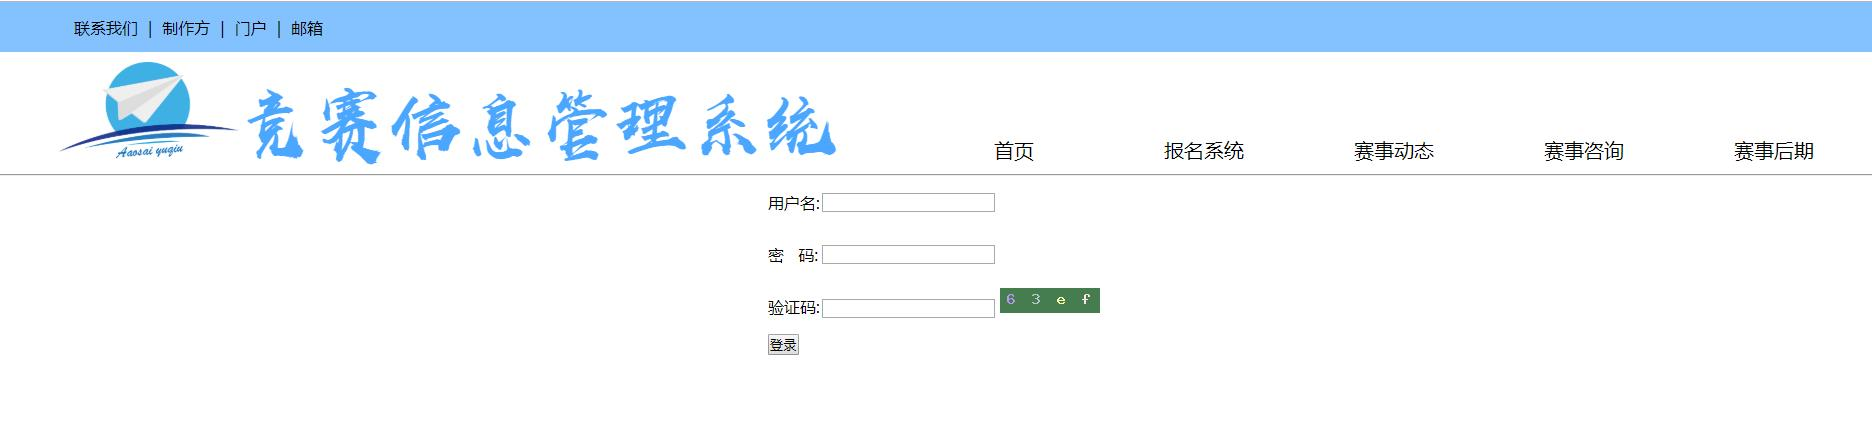 联系我们 | 制作方 | 门户 | 邮箱
Aaosai yuqiu
竞赛信息管理系统
首页 报名系统 赛事动态 赛事咨询 赛事后期
用户名:
密 码:
验证码: 6 3 e f
登录